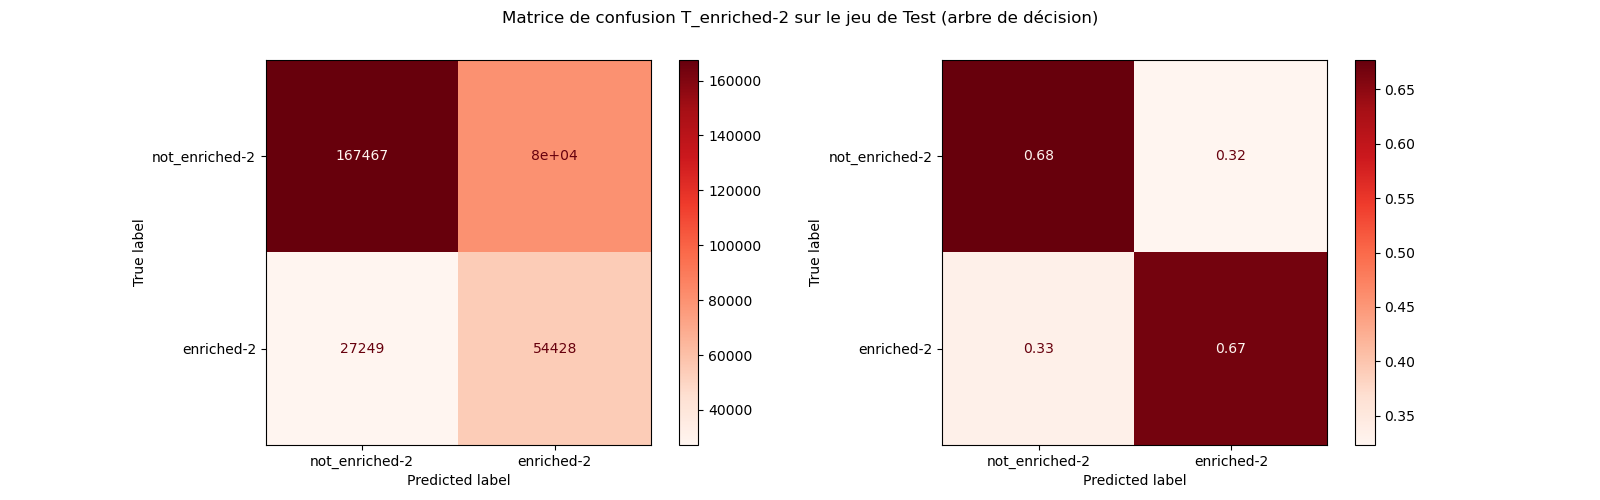 Matrice de confusion T_enriched-2 sur le jeu de Test (arbre de décision)
not_enriched-2
enriched-2
True label
167467
8e+04
27249
54428
not_enriched-2
enriched-2
Predicted label
160000
140000
120000
100000
80000
60000
40000
not_enriched-2
enriched-2
True label
0.68
0.32
0.33
0.67
not_enriched-2
enriched-2
Predicted label
0.65
0.60
0.55
0.50
0.45
0.40
0.35